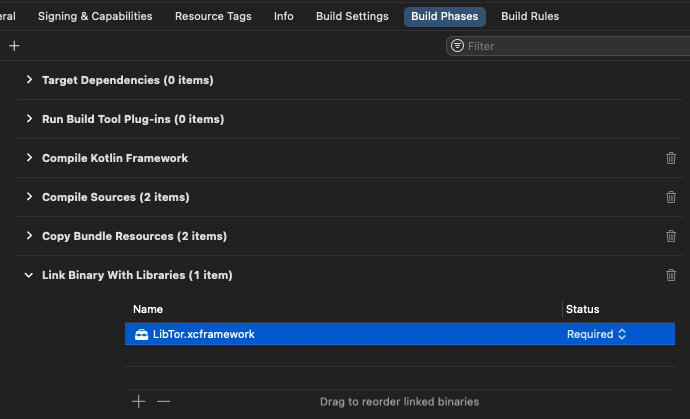 eral Signing & Capabilities Resource Tags Info Build Settings Build Phases Build Rules
Filter
Target Dependencies (0 items)
Run Build Tool Plug-ins (0 items)
Compile Kotlin Framework
Compile Sources (2 items)
Copy Bundle Resources (2 items)
Link Binary With Libraries (1 item)
Name Status
LibTor.xcframework Required
Drag to reorder linked binaries